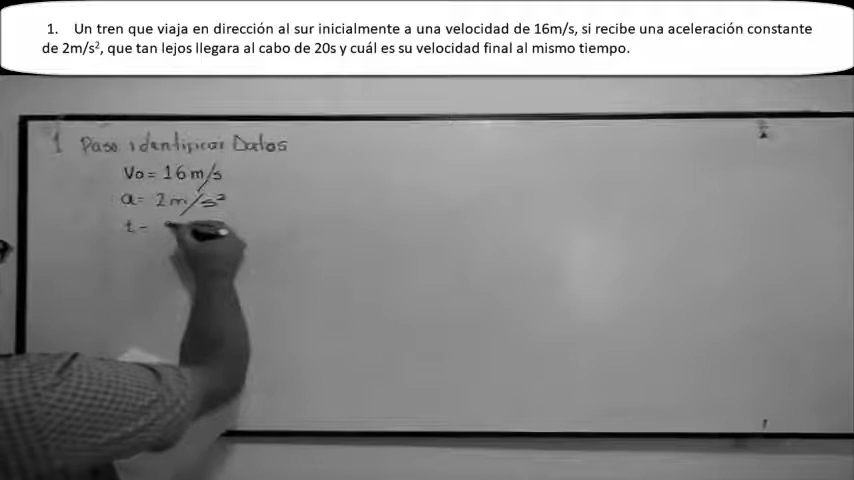 1. Un tren que viaja en dirección al sur inicialmente a una velocidad de 16m/s, si recibe una aceleración constante
de 2m/s², que tan lejos llegara al cabo de 20s y cuál es su velocidad final al mismo tiempo.
1 Paso identificar Datos
Vo = 16 m/s
a = 2 m/s²
t =